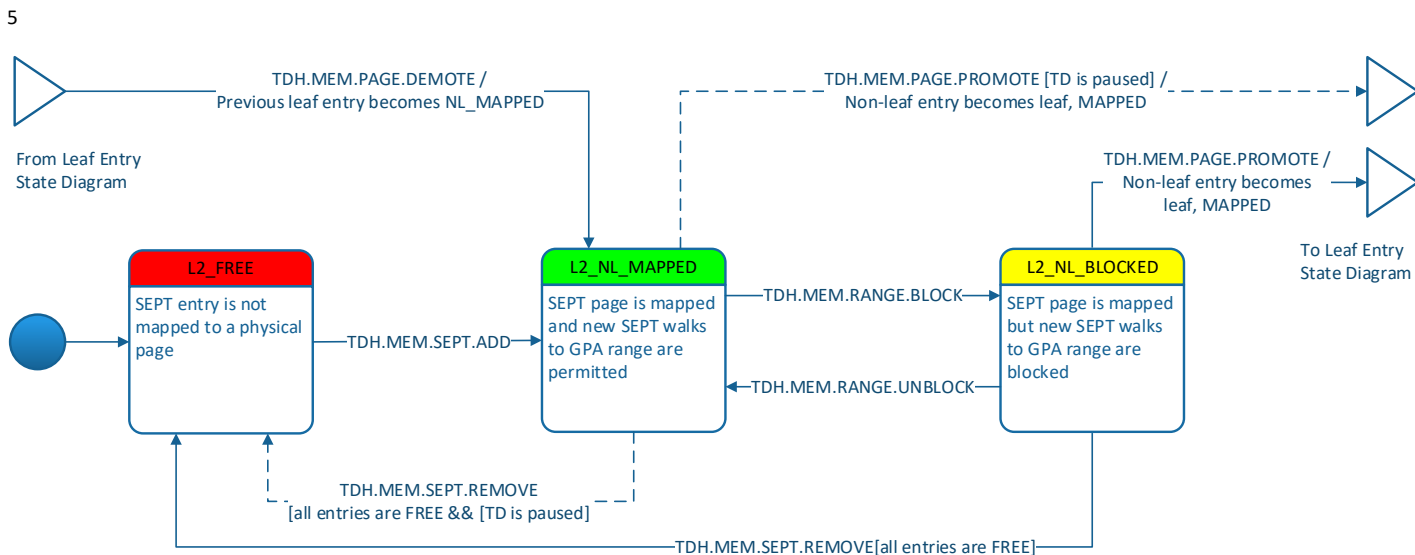 5
TDH.MEM.PAGE.DEMOTE /
Previous leaf entry becomes NL_MAPPED
TDH.MEM.PAGE.PROMOTE [TD is paused] /
Non-leaf entry becomes leaf, MAPPED
From Leaf Entry
State Diagram
TDH.MEM.PAGE.PROMOTE /
Non-leaf entry becomes
leaf, MAPPED
To Leaf Entry
State Diagram
L2_FREE
SEPT entry is not
mapped to a physical
page
TDH.MEM.SEPT.ADD
L2_NL_MAPPED
SEPT page is mapped
and new SEPT walks
to GPA range are
permitted
TDH.MEM.RANGE.BLOCK
TDH.MEM.RANGE.UNBLOCK
L2_NL_BLOCKED
SEPT page is mapped
but new SEPT walks
to GPA range are
blocked
TDH.MEM.SEPT.REMOVE
[all entries are FREE && [TD is paused]
TDH.MEM.SEPT.REMOVE[all entries are FREE]